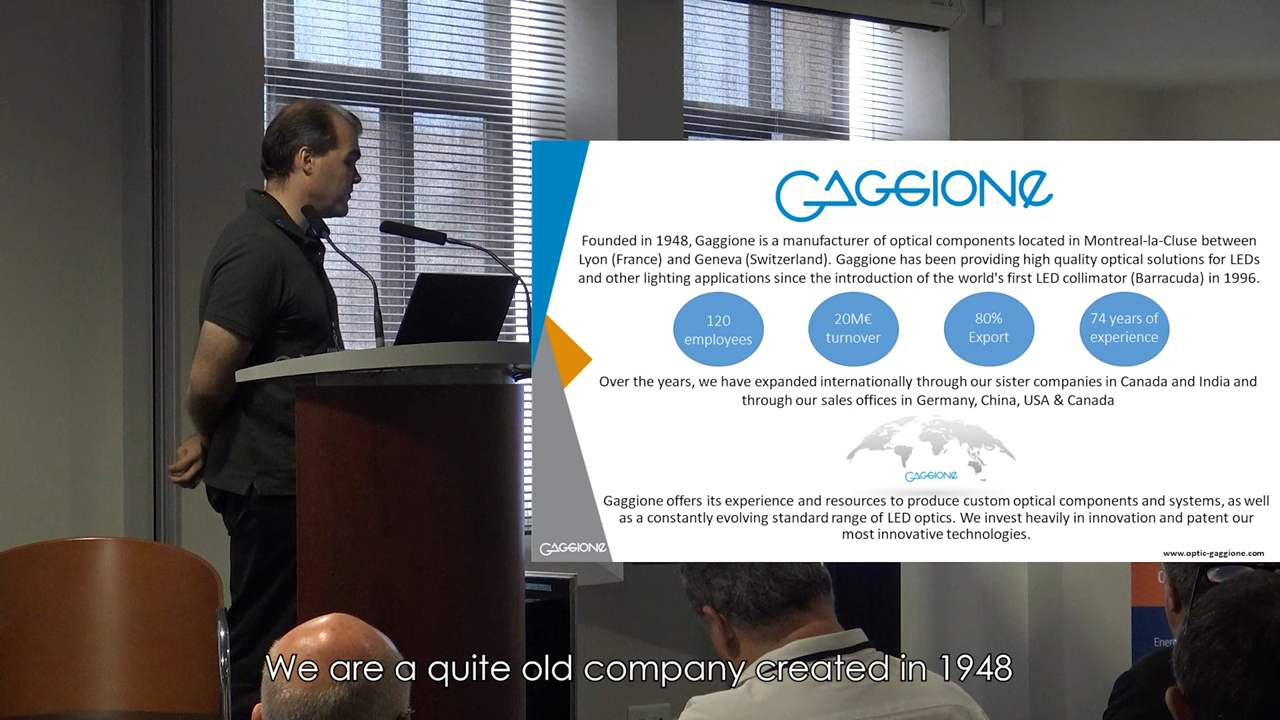 GAGGIONE
Founded in 1948, Gaggione is a manufacturer of optical components located in Montreal-la-Cluse between
Lyon (France) and Geneva (Switzerland). Gaggione has been providing high quality optical solutions for LEDs
and other lighting applications since the introduction of the world's first LED collimator (Barracuda) in 1996.
120
employees
20M€
turnover
80%
Export
74 years of
experience
Over the years, we have expanded internationally through our sister companies in Canada and India and
through our sales offices in Germany, China, USA & Canada
GAGGIONE
Gaggione offers its experience and resources to produce custom optical components and systems, as well
as a constantly evolving standard range of LED optics. We invest heavily in innovation and patent our
most innovative technologies.
GAGGIONE
www.optic-gaggione.com
We are a quite old company created in 1948